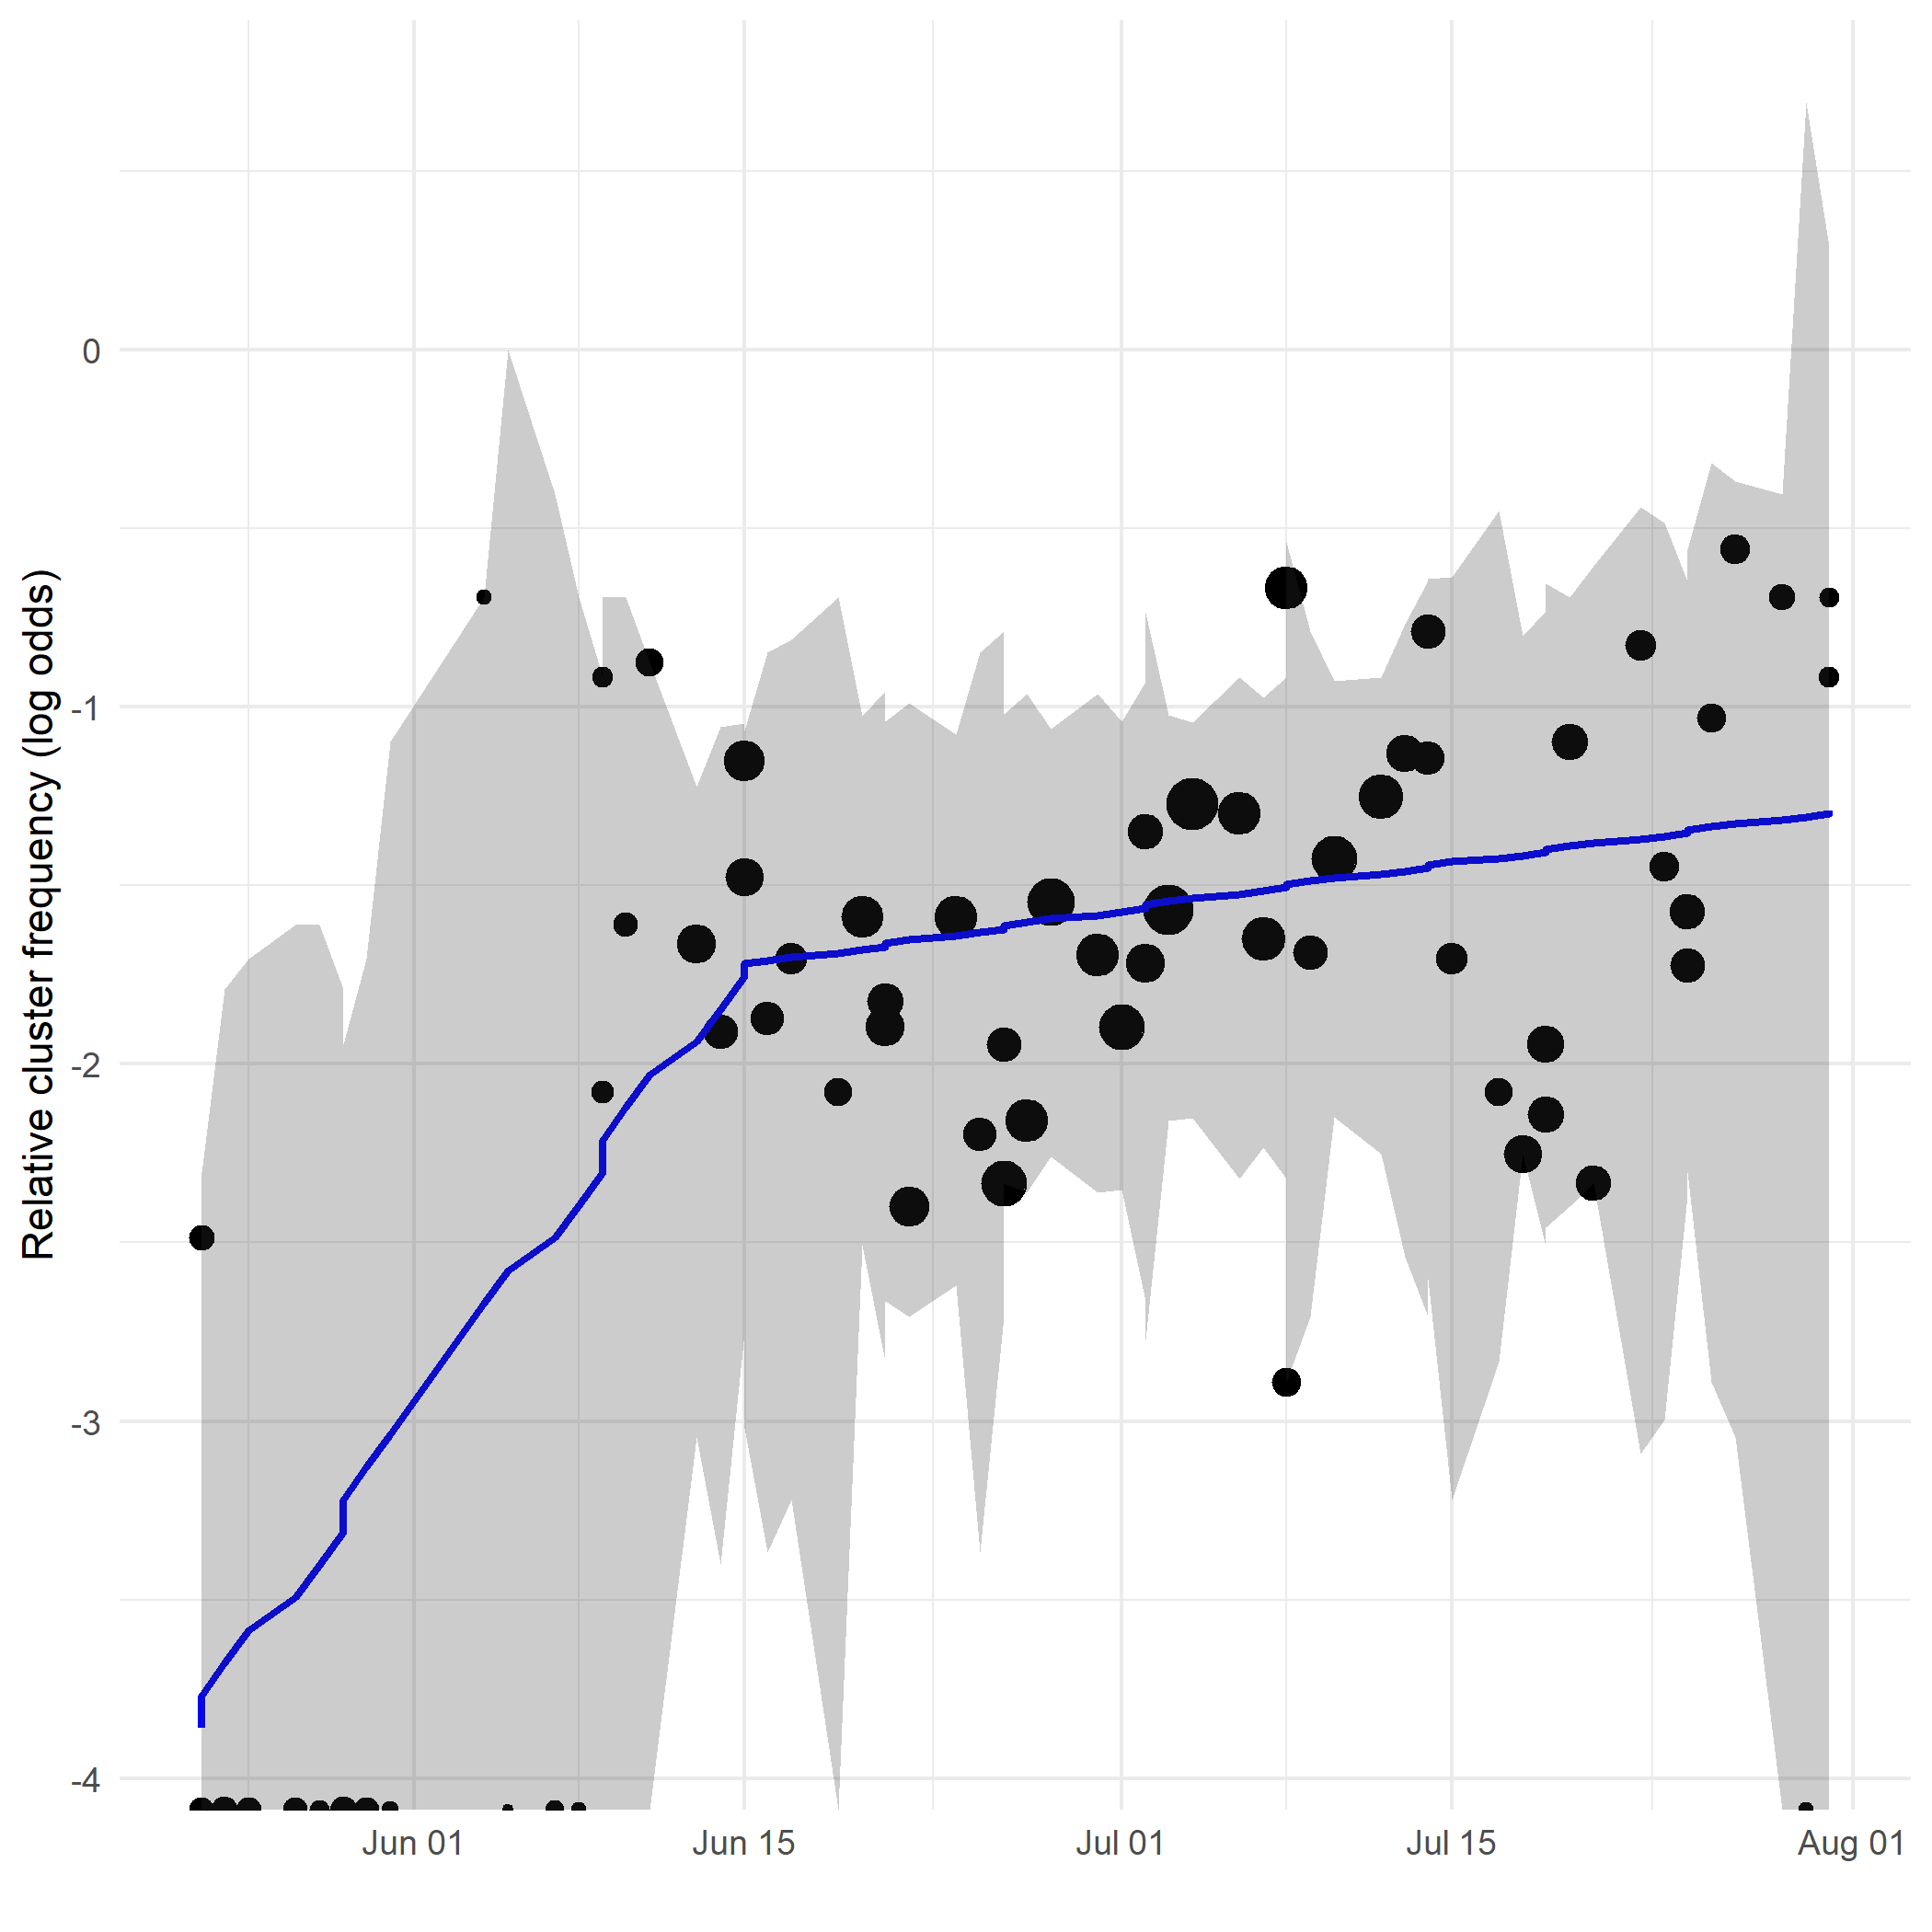 Relative cluster frequency (log odds)
0
-1
-2
-3
-4
Jun 01
Jun 15
Jul 01
Jul 15
Aug 01